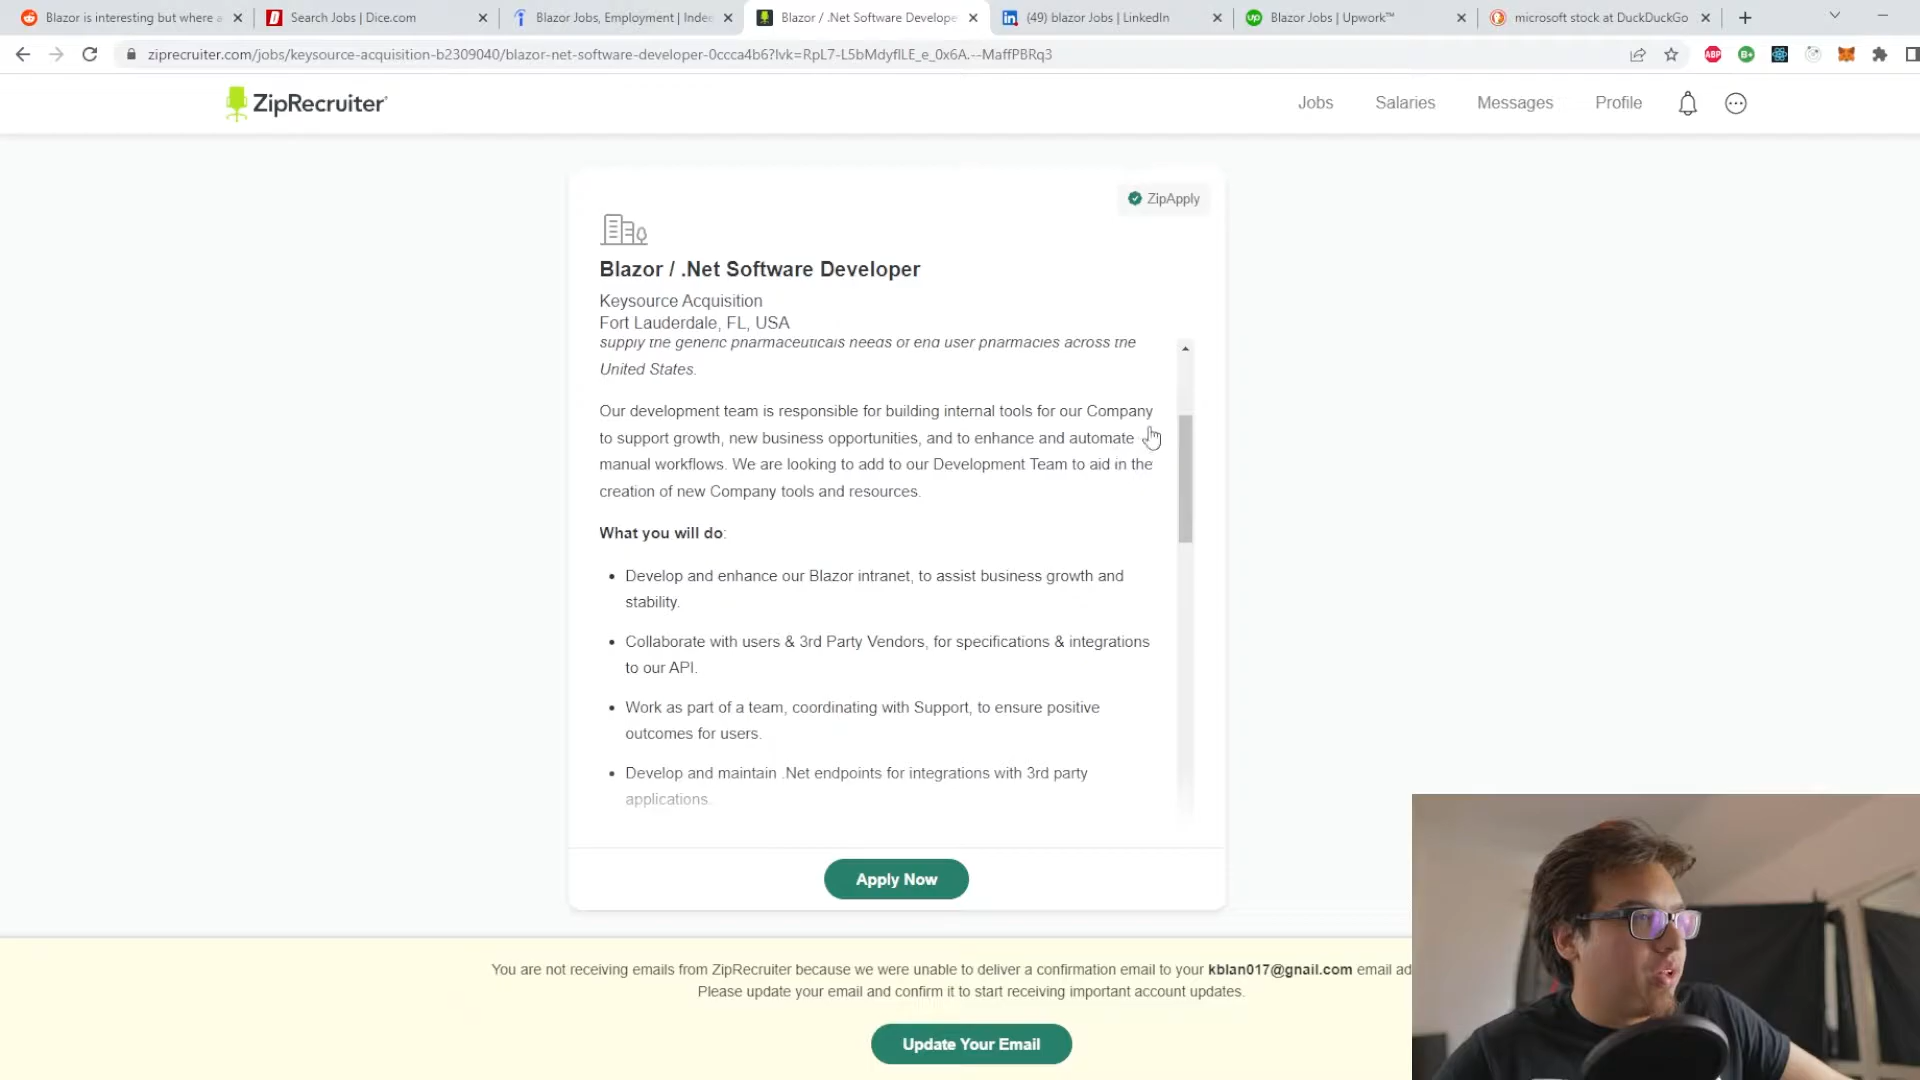 Blazor is interesting but where a
Search Jobs | Dice.com
Blazor Jobs, Employment | Indee
Blazor / .Net Software Develope
(49) blazor Jobs | LinkedIn
Blazor Jobs | Upwork™
microsoft stock at DuckDuckGo
ziprecruiter.com/jobs/keysource-acquisition-b2309040/blazor-net-software-developer-0ccca4b6?lvk=RpL7-L5bMdyflLE_e_0x6A.--MaffPBRq3
ZipRecruiter
Jobs
Salaries
Messages
Profile
ZipApply
Blazor / .Net Software Developer
Keysource Acquisition
Fort Lauderdale, FL, USA
supply the generic pharmaceuticals needs of end user pharmacies across the
United States.
Our development team is responsible for building internal tools for our Company
to support growth, new business opportunities, and to enhance and automate
manual workflows. We are looking to add to our Development Team to aid in the
creation of new Company tools and resources.
What you will do:
• Develop and enhance our Blazor intranet, to assist business growth and
stability.
• Collaborate with users & 3rd Party Vendors, for specifications & integrations
to our API.
• Work as part of a team, coordinating with Support, to ensure positive
outcomes for users.
• Develop and maintain .Net endpoints for integrations with 3rd party
applications.
Apply Now
You are not receiving emails from ZipRecruiter because we were unable to deliver a confirmation email to your kblan017@gnail.com email ad
Please update your email and confirm it to start receiving important account updates.
Update Your Email